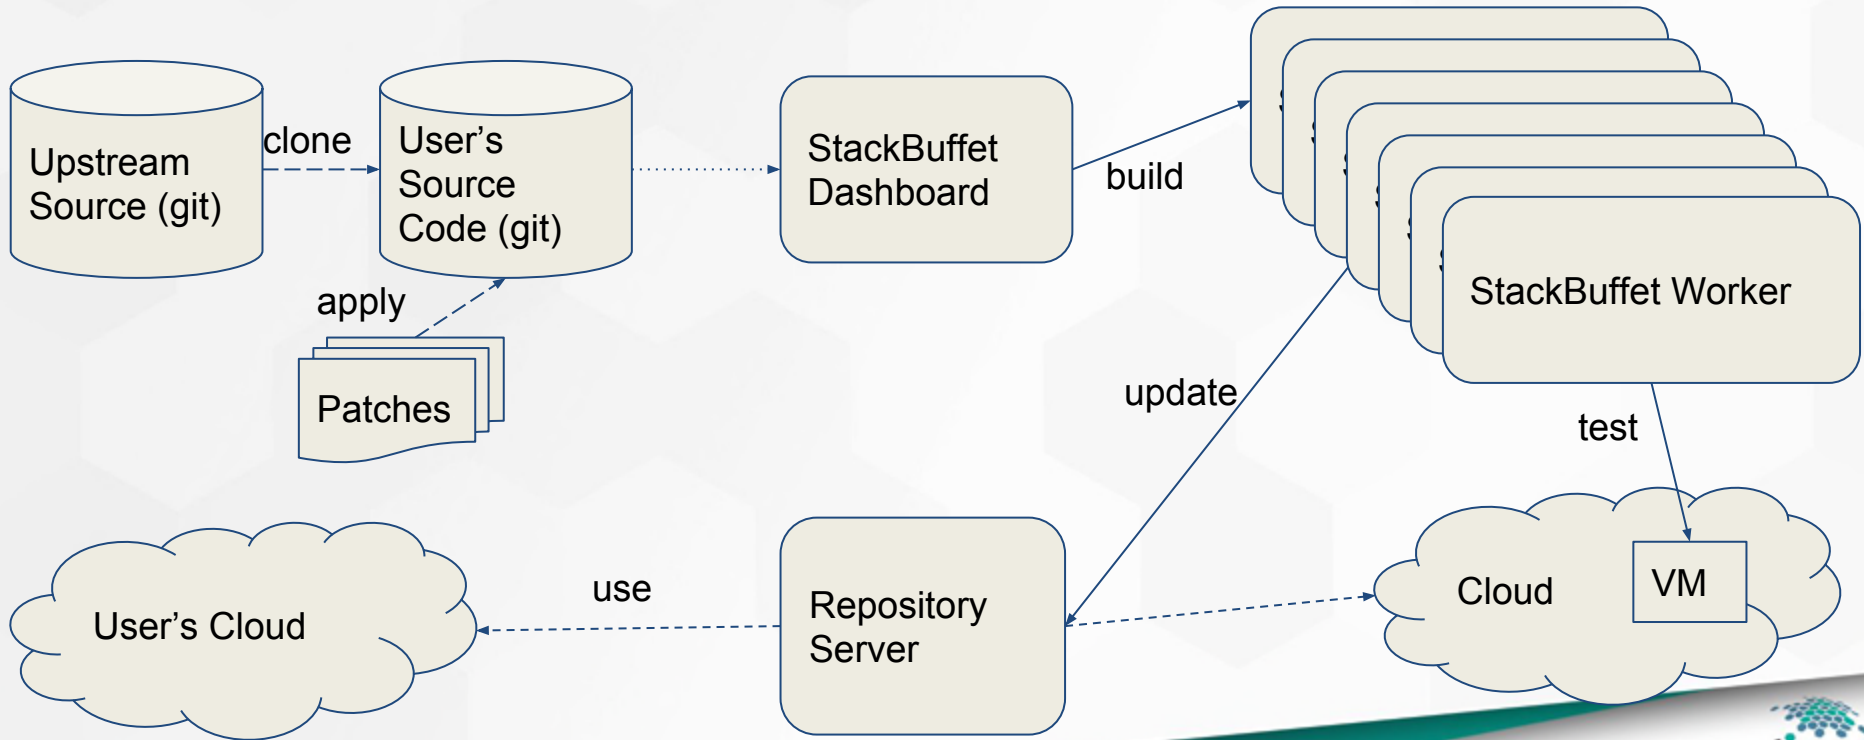 Upstream
Source (git)
clone
User's
Source
Code (git)
apply
Patches
StackBuffet
Dashboard
build
StackBuffet Worker
update
test
User's Cloud
use
Repository
Server
Cloud
VM